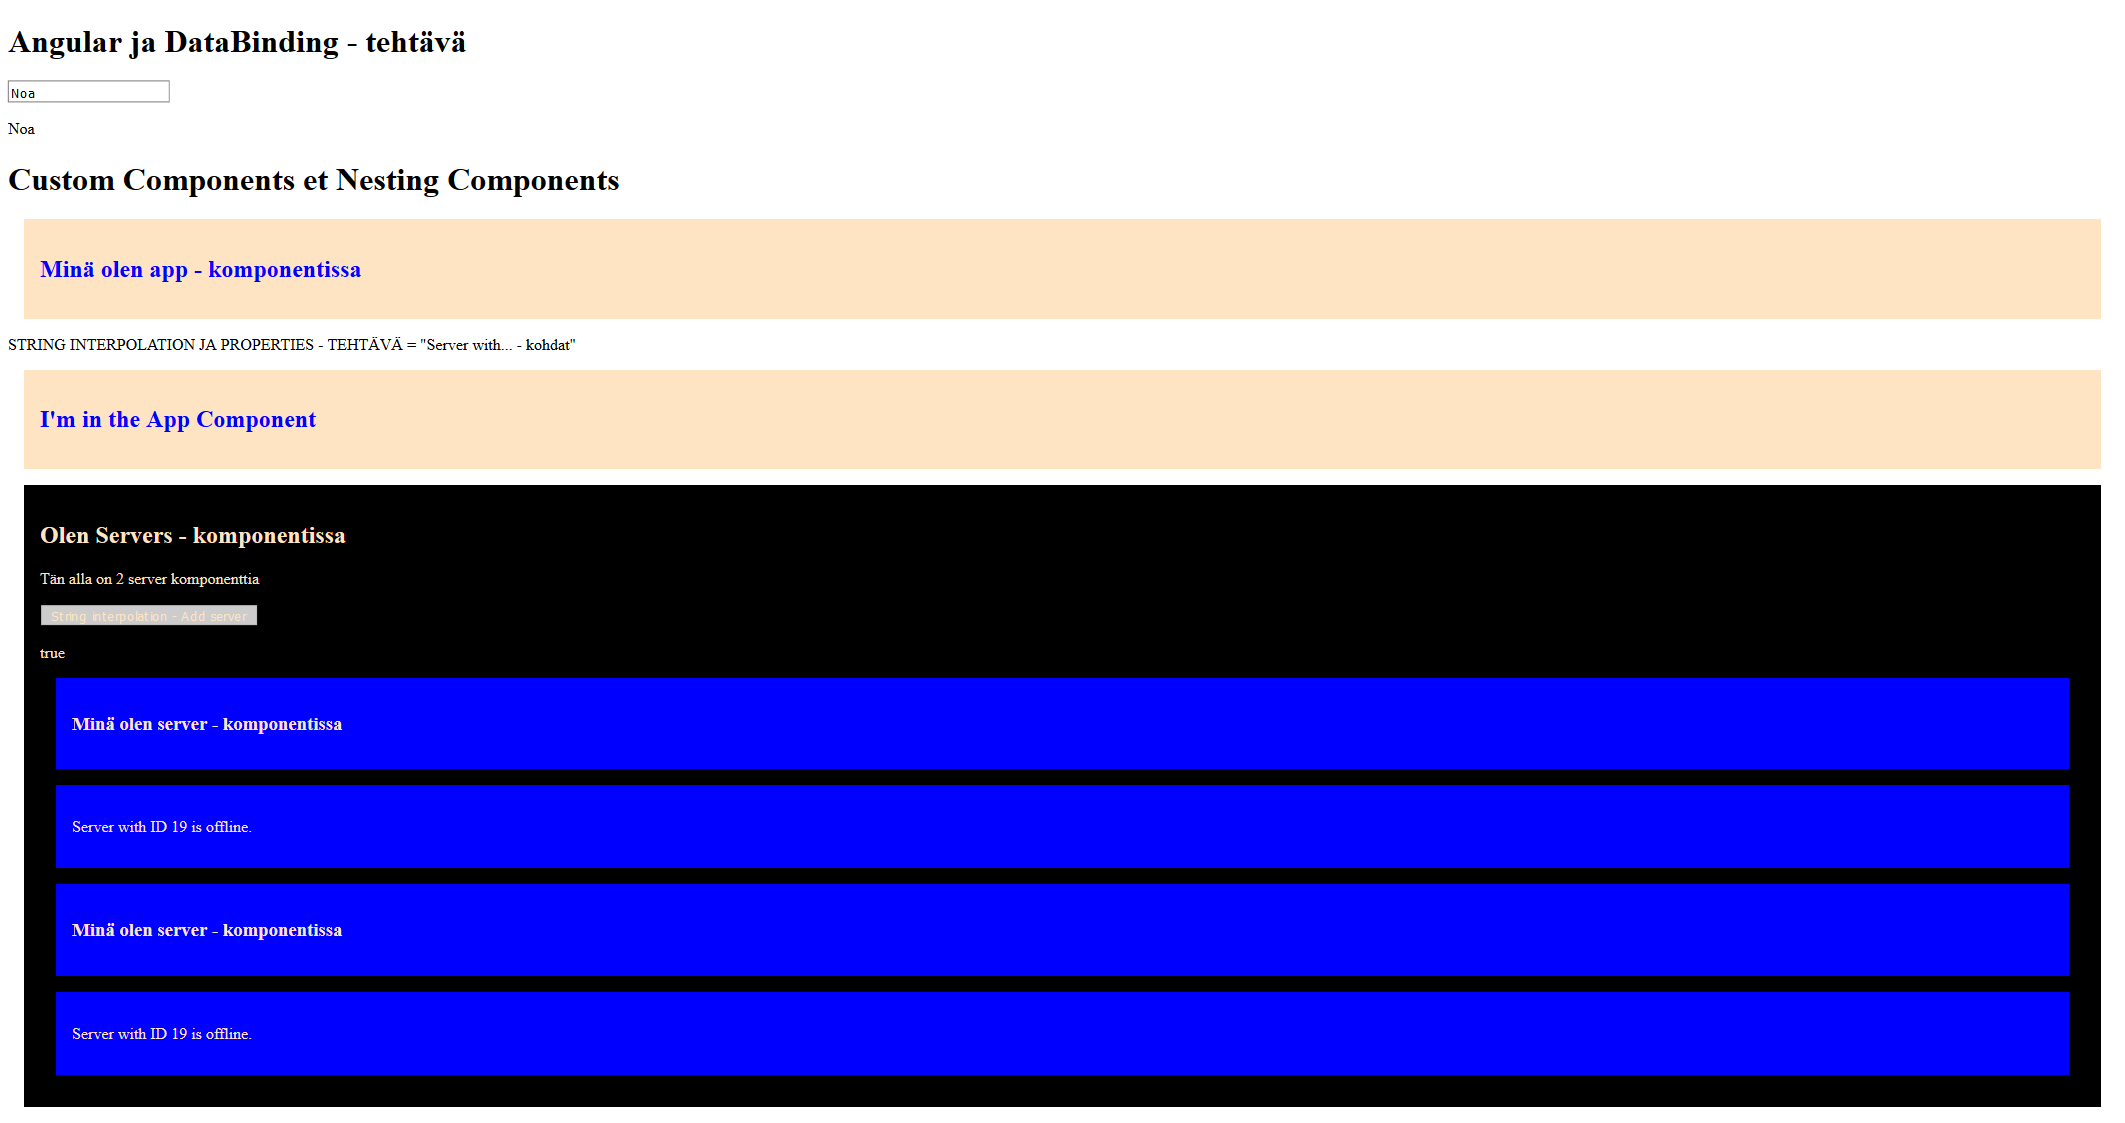 Angular ja DataBinding - tehtävä
Noa
Noa
Custom Components et Nesting Components
Minä olen app - komponentissa
STRING INTERPOLATION JA PROPERTIES - TEHTÄVÄ = "Server with... - kohdat"
I'm in the App Component
Olen Servers - komponentissa
Tän alla on 2 server komponenttia
String interpolation - Add server
true
Minä olen server - komponentissa
Server with ID 19 is offline.
Minä olen server - komponentissa
Server with ID 19 is offline.